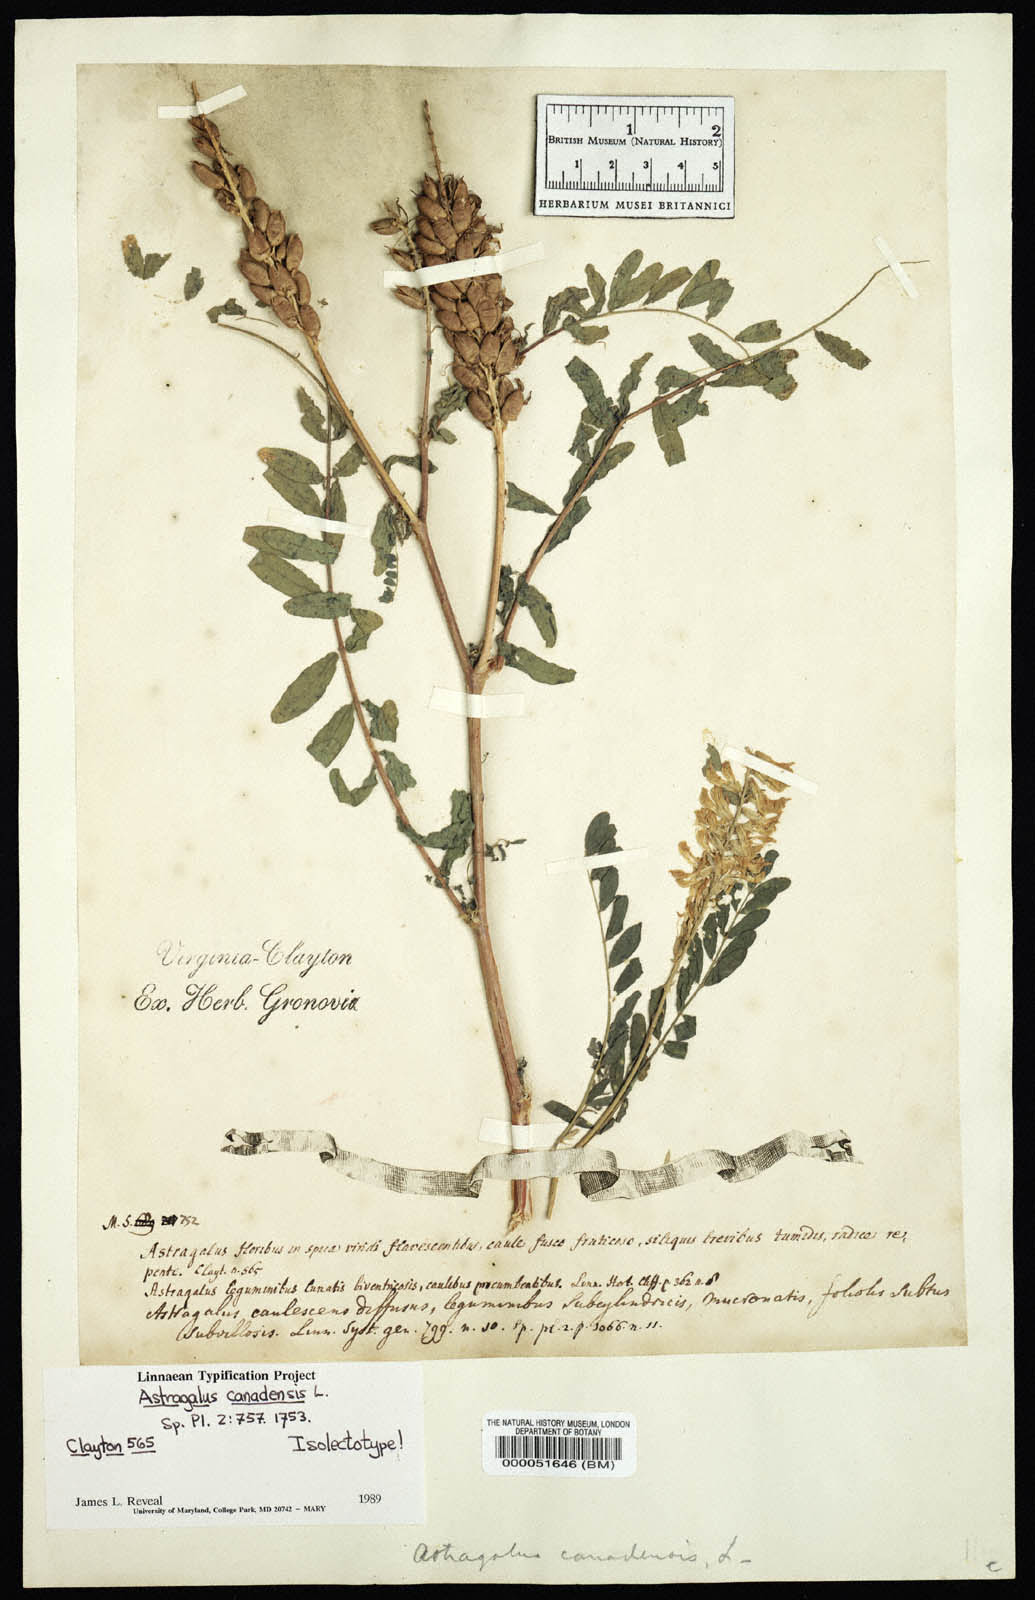 1 2
British Museum (Natural History)
1 2 3 4 5
HERBARIUM MUSEI BRITANNICI
Virginia-Clayton
Ex. Herb. Gronovii
M. S. 752
Astragalus floribus in spica viridi flavescentibus, caule fusco fruticoso, siliquis brevibus tumidis, radice re,
pente. Clayt. n. 565
Astragalus leguminibus lunatis biventricosis, caulibus procumbentibus. Linn. Hort. Cliff. p 362 n. 8
Astragalus caulescens diffusus, leguminibus subcylindricis, mucronatis, foliolis subtus
subvillosis. Linn. Syst. gen. 799. n. 10. Sp. pl. 2. p. 1066. n. 11.
Linnaean Typification Project
Astragalus canadensis L.
Sp. Pl. 2:757. 1753.
Clayton 565 Isolectotype!
James L. Reveal 1989
University of Maryland, College Park, MD 20742 – MARY
THE NATURAL HISTORY MUSEUM, LONDON
DEPARTMENT OF BOTANY
000051646 (BM)
Astragalus canadensis, L.
c